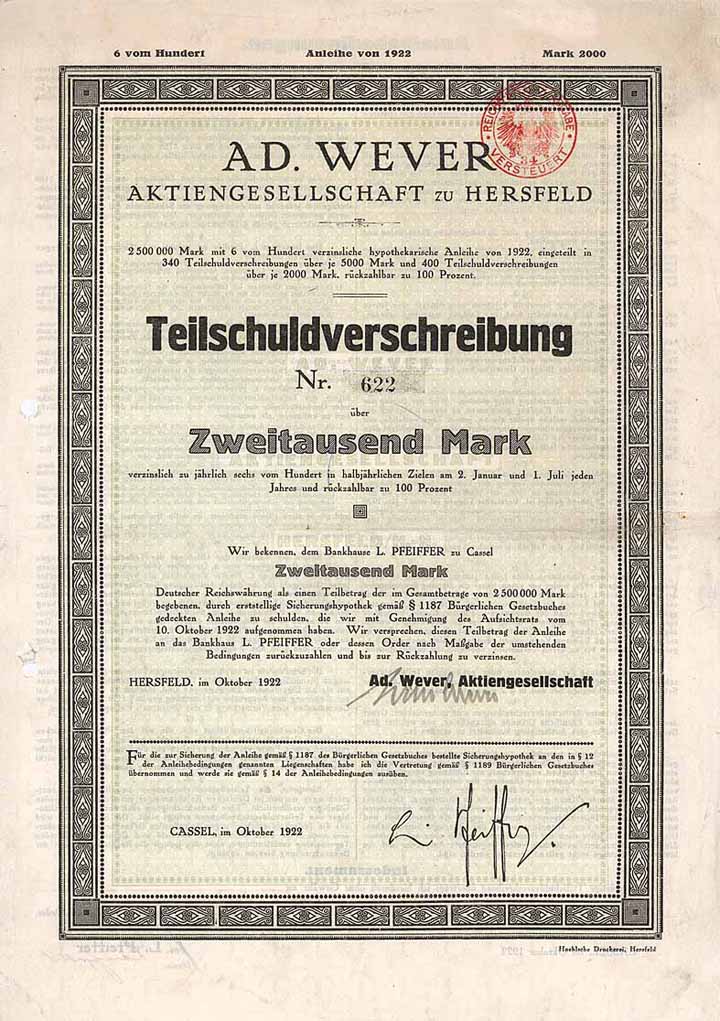 6 vom Hundert Anleihe von 1922 Mark 2000
VERSTEUERT
AD. WEVER
AKTIENGESELLSCHAFT zu HERSFELD
2 500 000 Mark mit 6 vom Hundert verzinsliche hypothekarische Anleihe von 1922, eingeteilt in
340 Teilschuldverschreibungen über je 5000 Mark und 400 Teilschuldverschreibungen
über je 2000 Mark, rückzahlbar zu 100 Prozent.
Teilschuldverschreibung
Nr. 622
über
Zweitausend Mark
verzinslich zu jährlich sechs vom Hundert in halbjährlichen Zielen am 2. Januar und 1. Juli jeden
Jahres und rückzahlbar zu 100 Prozent
Wir bekennen, dem Bankhause L. PFEIFFER zu Cassel
Zweitausend Mark
Deutscher Reichswährung als einen Teilbetrag der im Gesamtbetrage von 2 500 000 Mark
begebenen, durch erststellige Sicherungshypothek gemäß § 1187 Bürgerlichen Gesetzbuches
gedeckten Anleihe zu schulden, die wir mit Genehmigung des Aufsichtsrats vom
10. Oktober 1922 aufgenommen haben. Wir versprechen, diesen Teilbetrag der Anleihe
an das Bankhaus L. PFEIFFER oder dessen Order nach Maßgabe der umstehenden
Bedingungen zurückzuzahlen und bis zur Rückzahlung zu verzinsen.
HERSFELD, im Oktober 1922 Ad. Wever, Aktiengesellschaft
Für die zur Sicherung der Anleihe gemäß § 1187 des Bürgerlichen Gesetzbuches bestellte Sicherungshypothek an den in § 12
der Anleihebedingungen genannten Liegenschaften habe ich die Vertretung gemäß § 1189 Bürgerlichen Gesetzbuches
übernommen und werde sie gemäß § 14 der Anleihebedingungen ausüben.
CASSEL, im Oktober 1922
Hoehlsche Druckerei, Hersfeld